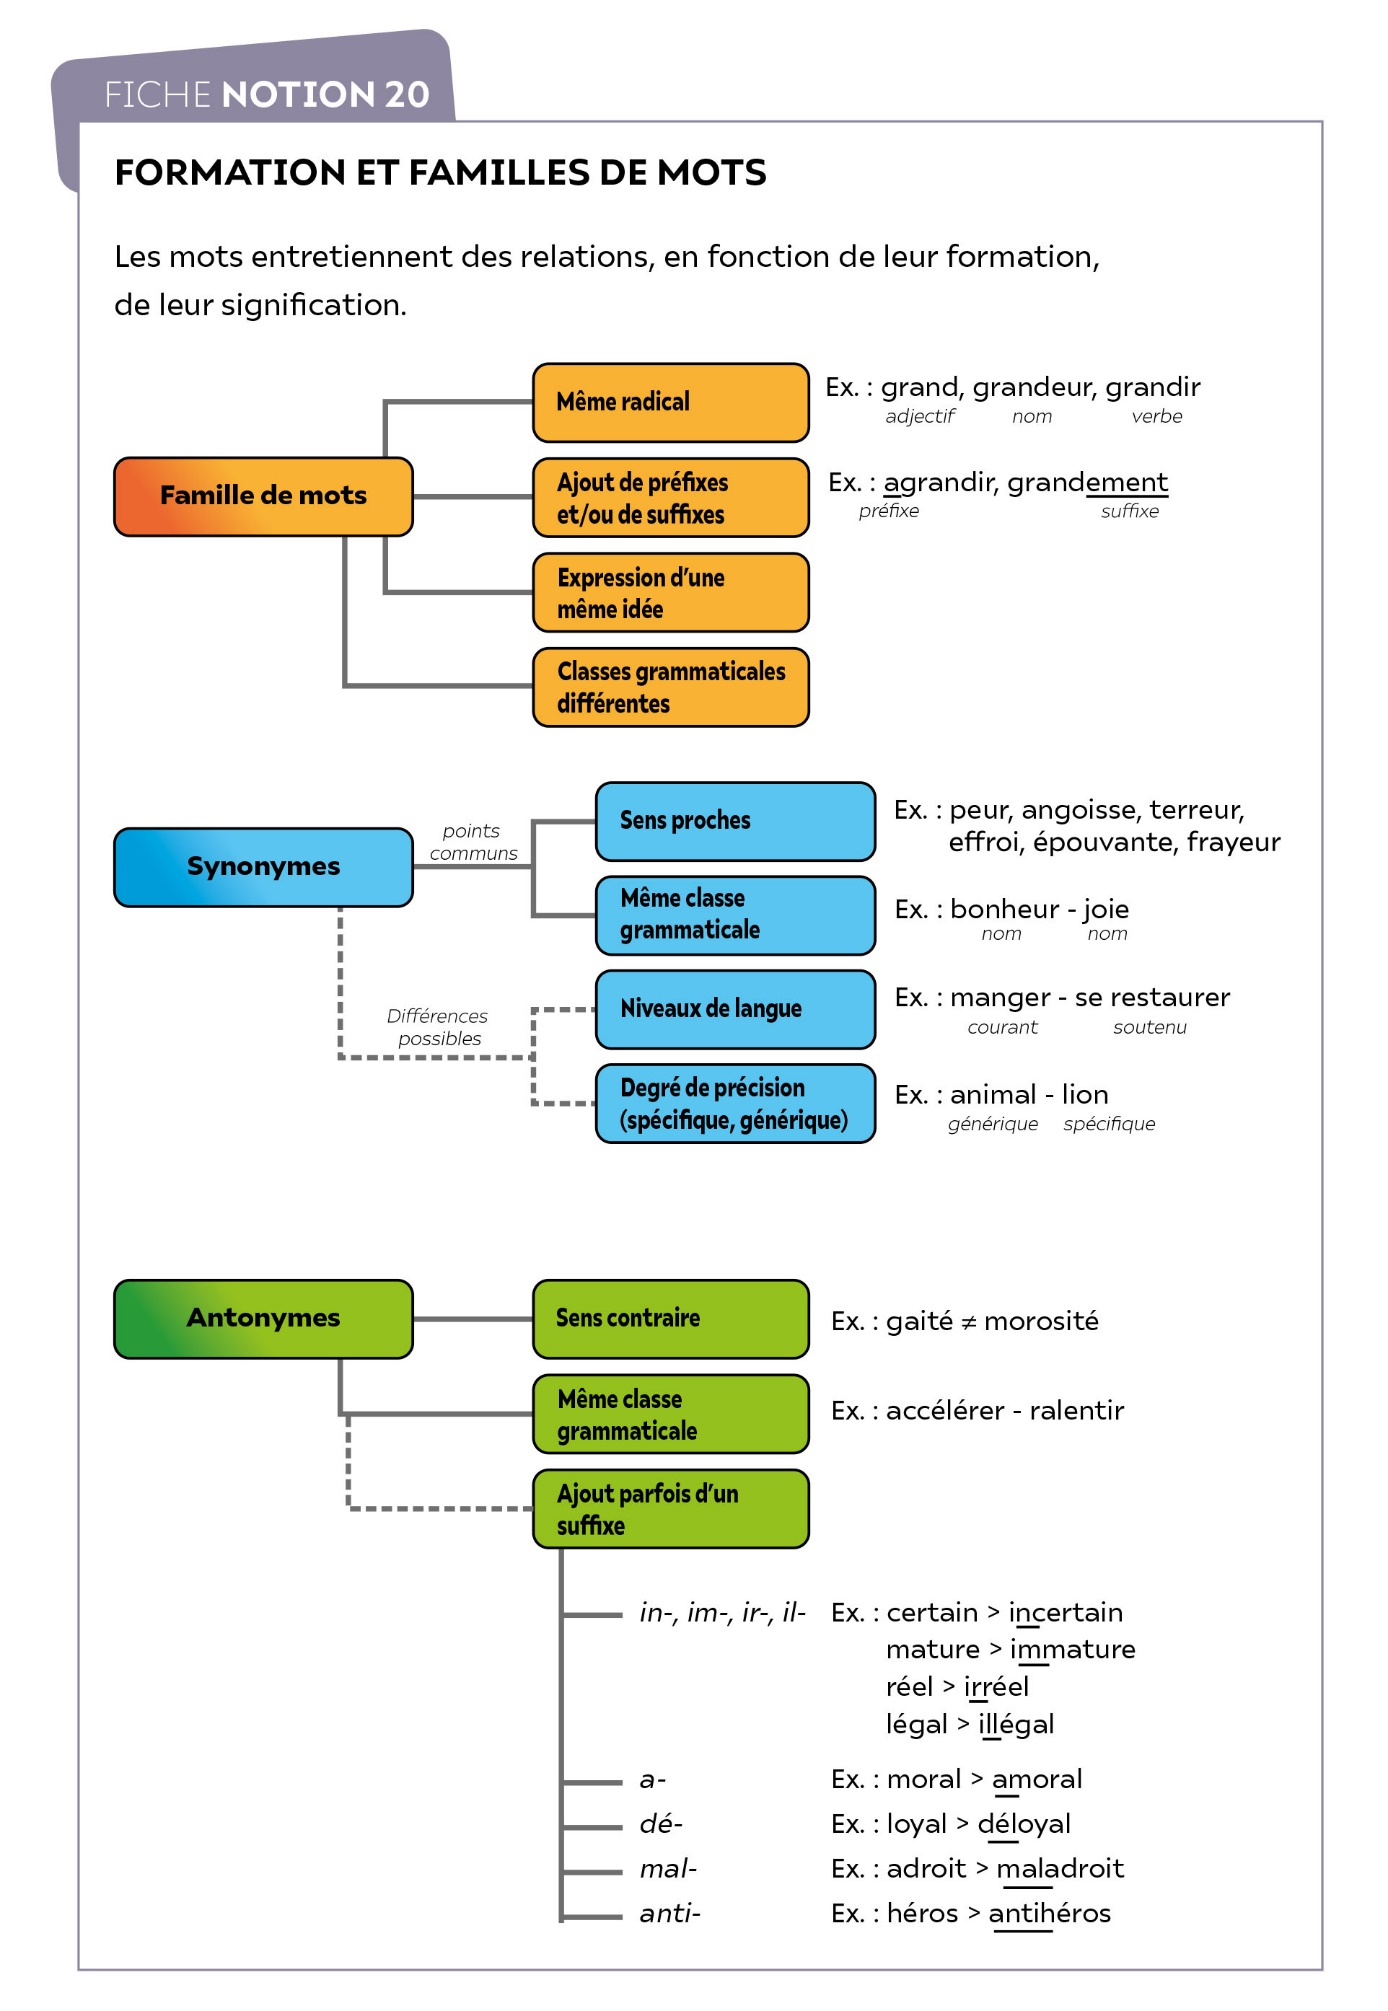 FICHE NOTION 20
FORMATION ET FAMILLES DE MOTS
Les mots entretiennent des relations, en fonction de leur formation,
de leur signification.
Famille de mots
Même radical
Ex. : grand, grandeur, grandir
adjectif nom verbe
Ajout de préfixes
et/ou de suffixes
Ex. : agrandir, grandement
préfixe suffixe
Expression d’une
même idée
Classes grammaticales
différentes
Synonymes
points
communs
Sens proches
Ex. : peur, angoisse, terreur,
effroi, épouvante, frayeur
Même classe
grammaticale
Ex. : bonheur - joie
nom nom
Différences
possibles
Niveaux de langue
Ex. : manger - se restaurer
courant soutenu
Degré de précision
(spécifique, générique)
Ex. : animal - lion
générique spécifique
Antonymes
Sens contraire
Ex. : gaité ≠ morosité
Même classe
grammaticale
Ex. : accélérer - ralentir
Ajout parfois d’un
suffixe
in-, im-, ir-, il- Ex. : certain > incertain
mature > immature
réel > irréel
légal > illégal
a- Ex. : moral > amoral
dé- Ex. : loyal > déloyal
mal- Ex. : adroit > maladroit
anti- Ex. : héros > antihéros